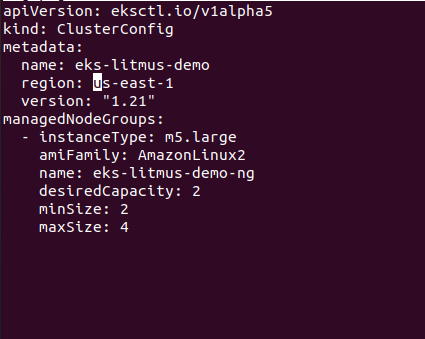 apiVersion: eksctl.io/v1alpha5
kind: ClusterConfig
metadata:
  name: eks-litmus-demo
  region: us-east-1
  version: "1.21"
managedNodeGroups:
  - instanceType: m5.large
    amiFamily: AmazonLinux2
    name: eks-litmus-demo-ng
    desiredCapacity: 2
    minSize: 2
    maxSize: 4